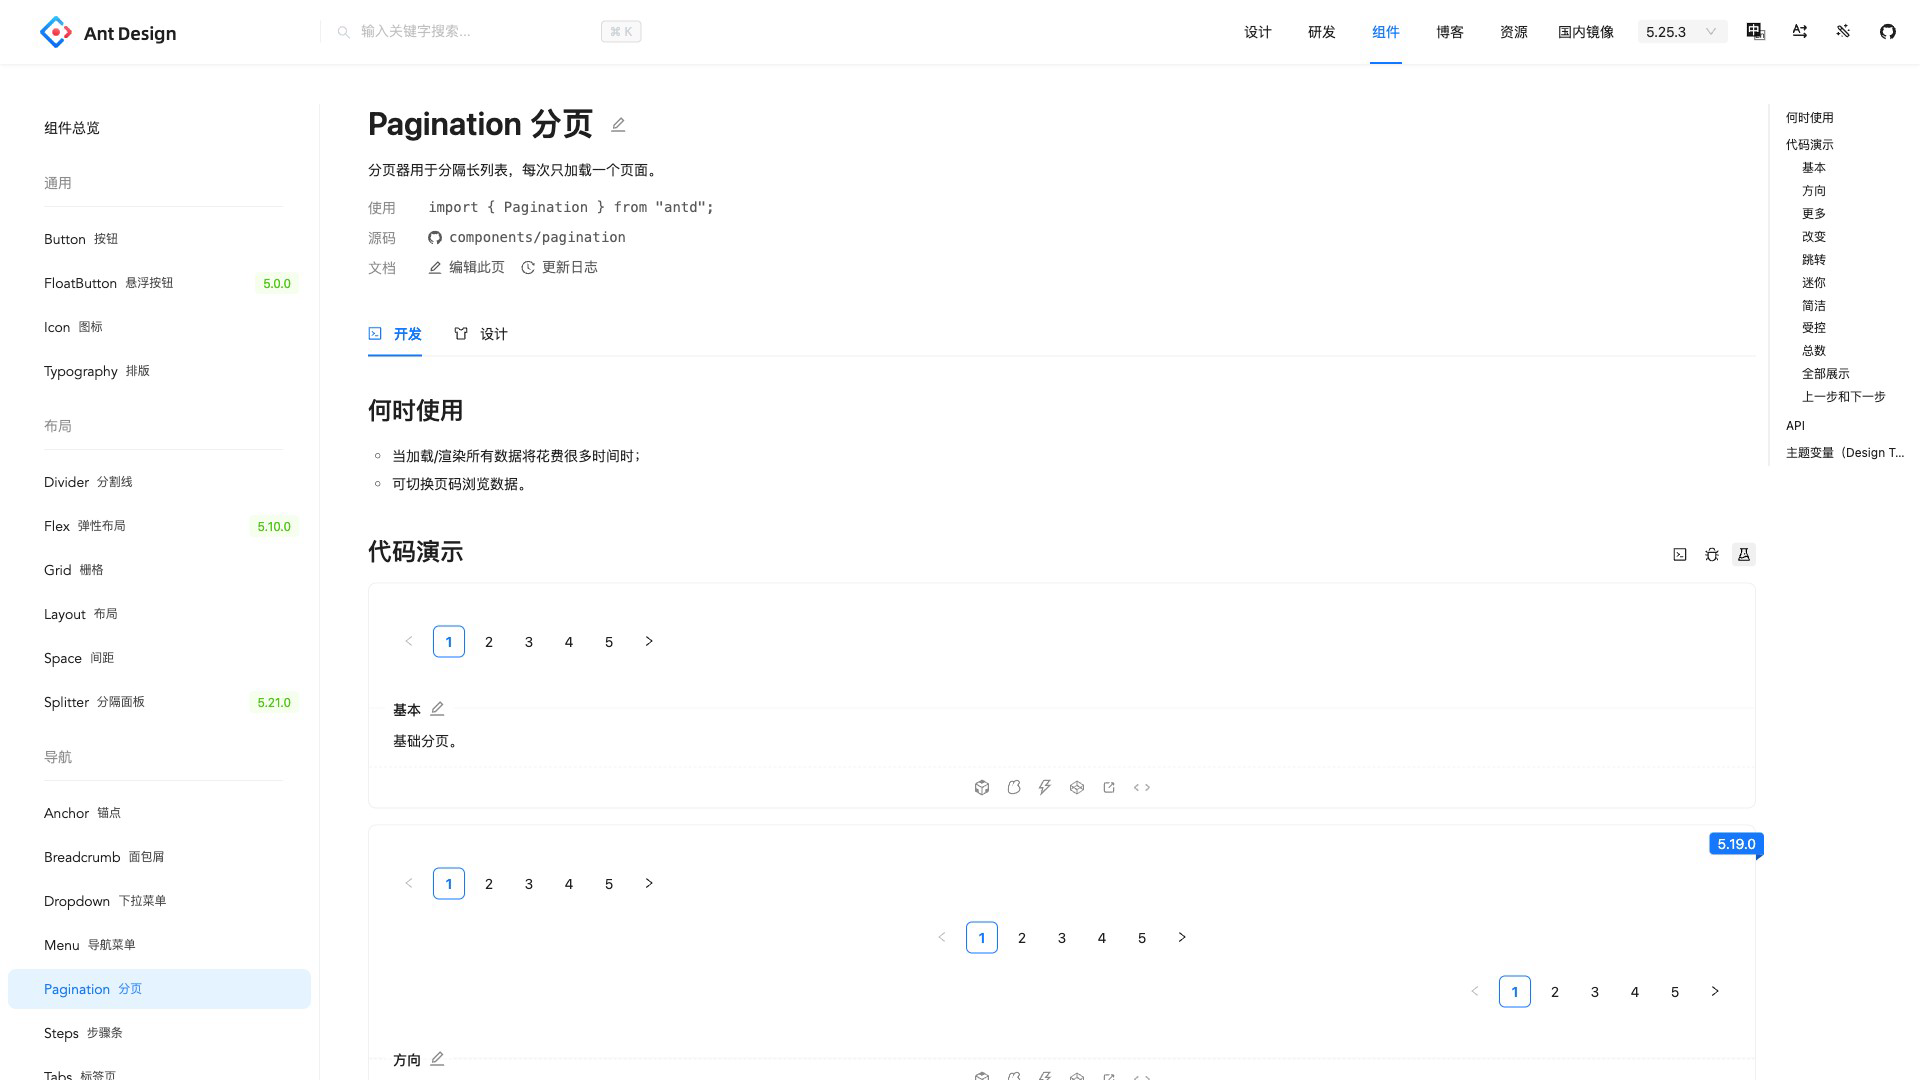 Ant Design
输入关键字搜索...
⌘ K
设计
研发
组件
博客
资源
国内镜像
5.25.3
组件总览
通用
Button 按钮
FloatButton 悬浮按钮 5.0.0
Icon 图标
Typography 排版
布局
Divider 分割线
Flex 弹性布局 5.10.0
Grid 栅格
Layout 布局
Space 间距
Splitter 分隔面板 5.21.0
导航
Anchor 锚点
Breadcrumb 面包屑
Dropdown 下拉菜单
Menu 导航菜单
Pagination 分页
Steps 步骤条
Tabs 标签页
Pagination 分页
分页器用于分隔长列表，每次只加载一个页面。
使用 import { Pagination } from "antd";
源码 components/pagination
文档 编辑此页 更新日志
开发 设计
何时使用
当加载/渲染所有数据将花费很多时间时；
可切换页码浏览数据。
代码演示
1 2 3 4 5
基本
基础分页。
5.19.0
1 2 3 4 5
1 2 3 4 5
1 2 3 4 5
方向
何时使用
代码演示
基本
方向
更多
改变
跳转
迷你
简洁
受控
总数
全部展示
上一步和下一步
API
主题变量（Design T...